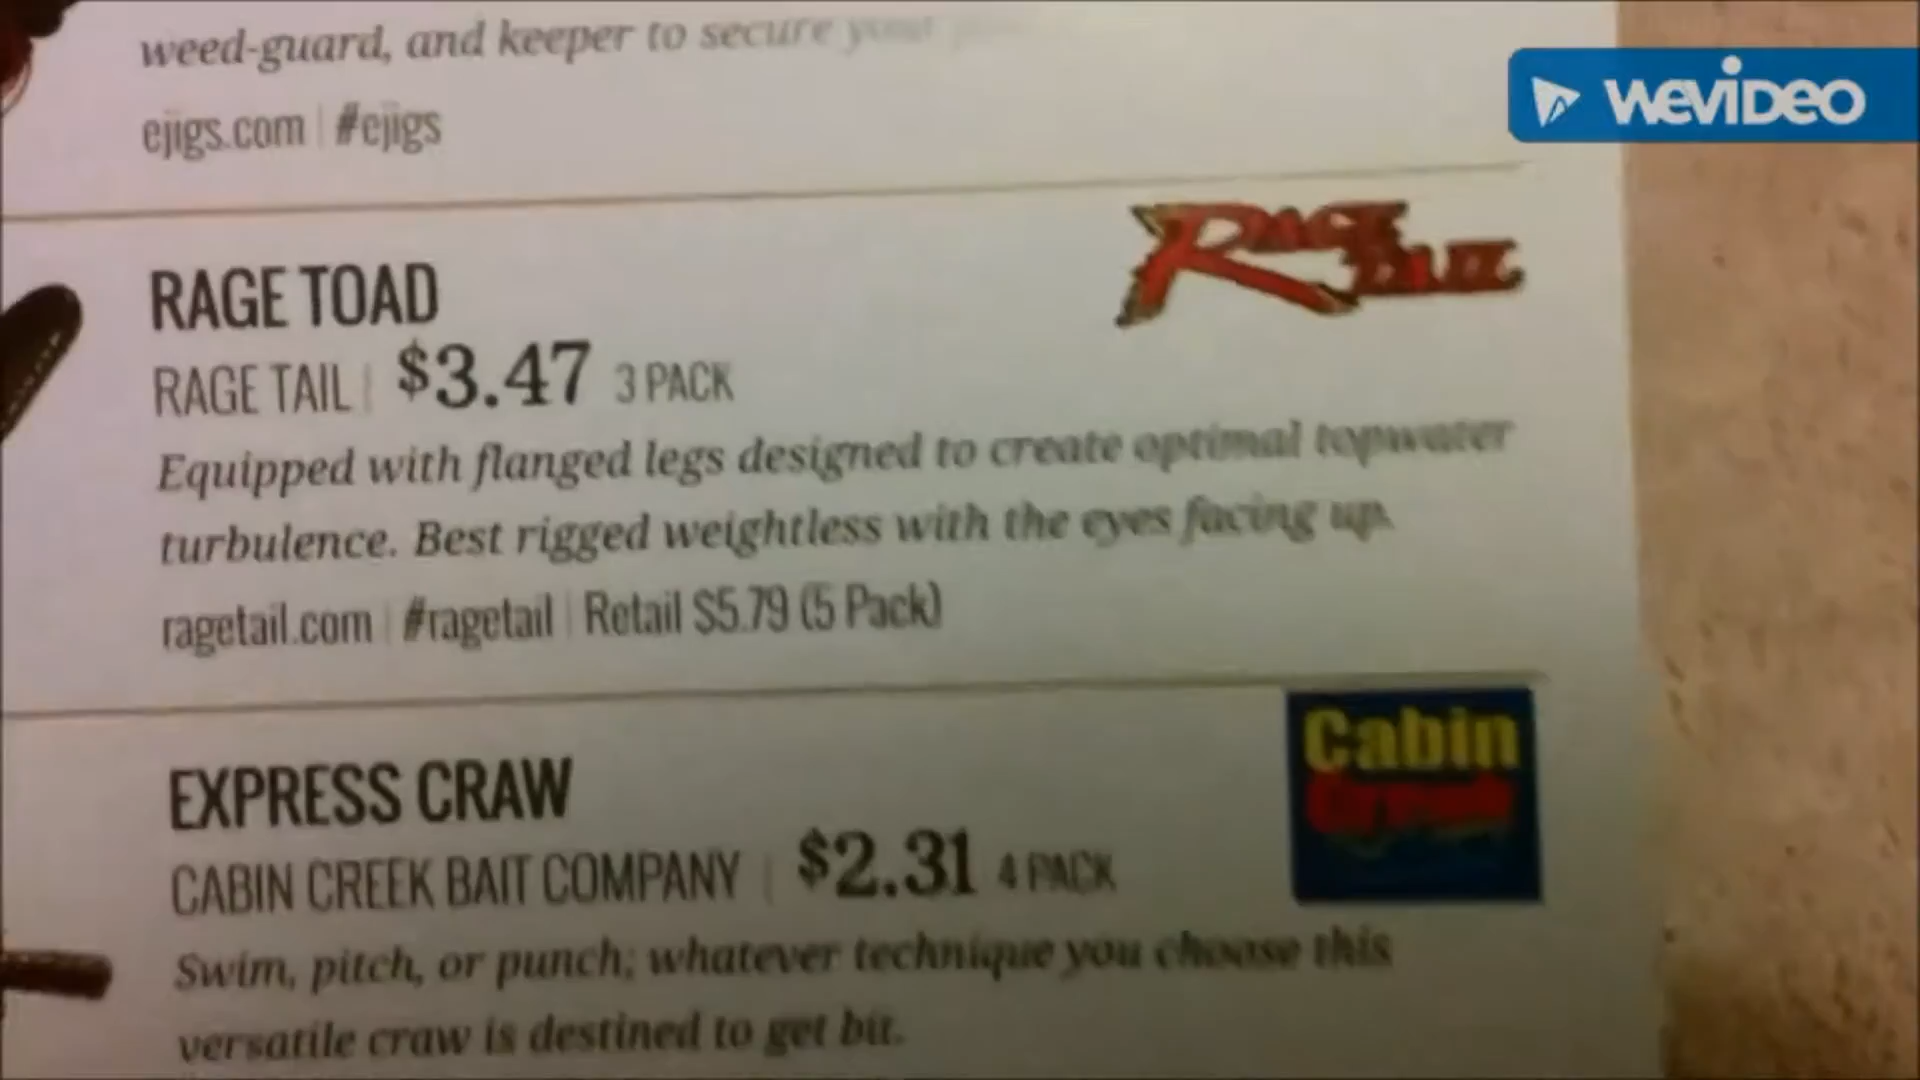 weed-guard, and keeper to secure your
WEVIDEO
ejigs.com | #ejigs
RAGE TOAD
RAGE TAIL | $3.47 3 PACK
Equipped with flanged legs designed to create optimal topwater
turbulence. Best rigged weightless with the eyes facing up.
ragetail.com | #ragetail | Retail $5.79 (5 Pack)
Cabin
Creek
EXPRESS CRAW
CABIN CREEK BAIT COMPANY | $2.31 4 PACK
Swim, pitch, or punch; whatever technique you choose this
versatile craw is destined to get bit.